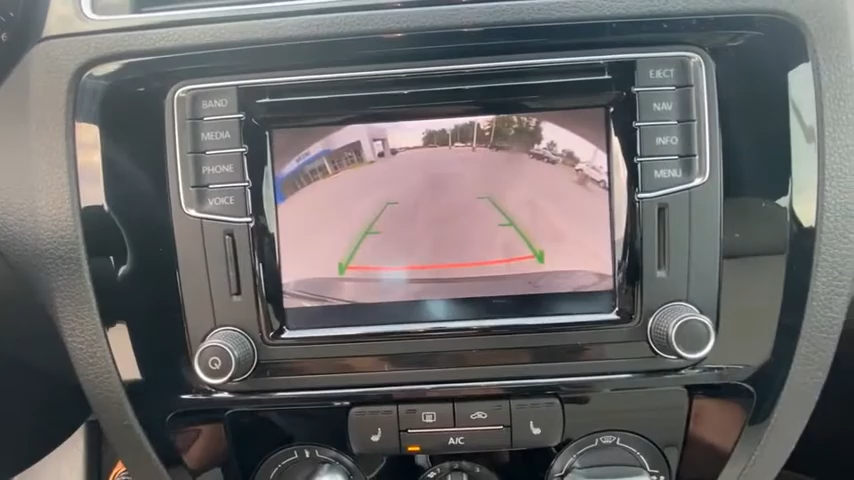 BAND
MEDIA
PHONE
VOICE
EJECT
NAV
INFO
MENU
A/C